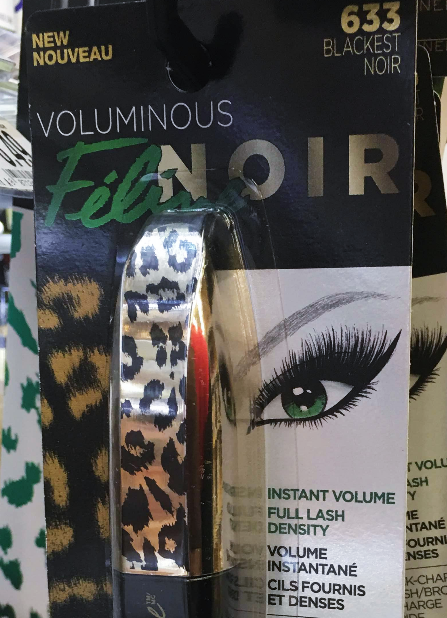 NEW
NOUVEAU
633
BLACKEST
NOIR
VOLUMINOUS
Féline NOIR
INSTANT VOLUME
FULL LASH
DENSITY
VOLUME
INSTANTANÉ
CILS FOURNIS
ET DENSES